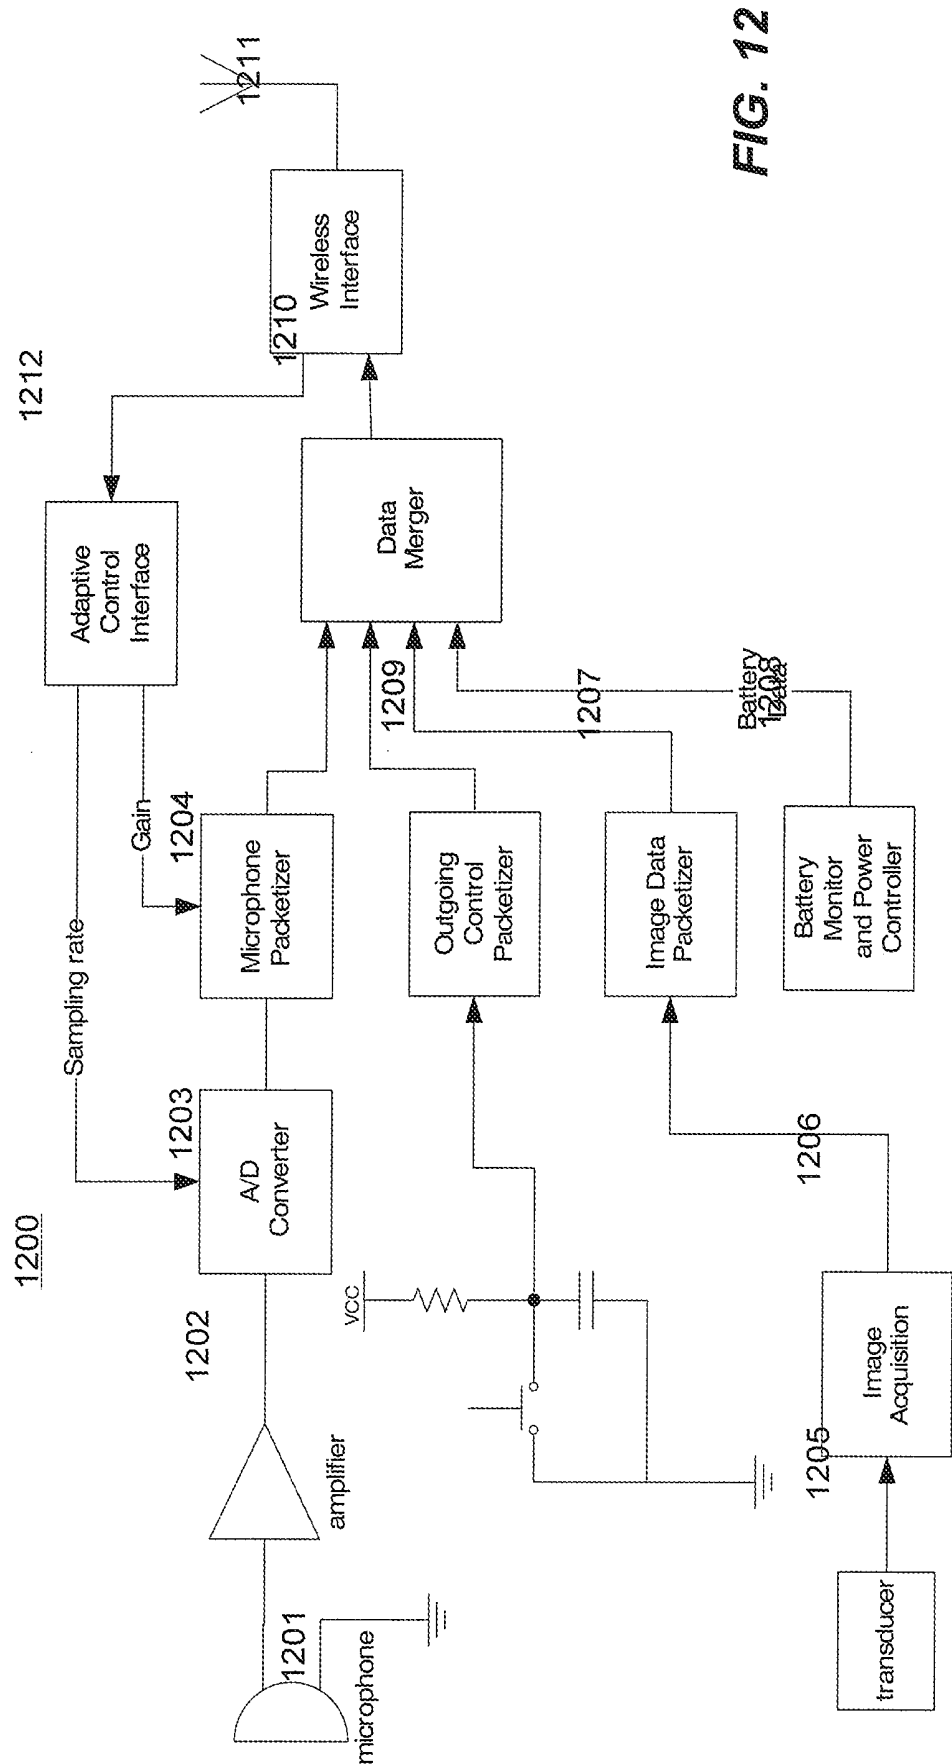 1200
1212
1211
Sampling rate
Gain
Adaptive
Control
Interface
1201
microphone
amplifier
1202
1203
A/D
Converter
1204
Microphone
Packetizer
1210
Wireless
Interface
Data
Merger
1209
VCC
Outgoing
Control
Packetizer
1207
Image Data
Packetizer
Battery
Data
1208
Battery
Monitor
and Power
Controller
transducer
1205
Image
Acquisition
1206
FIG. 12